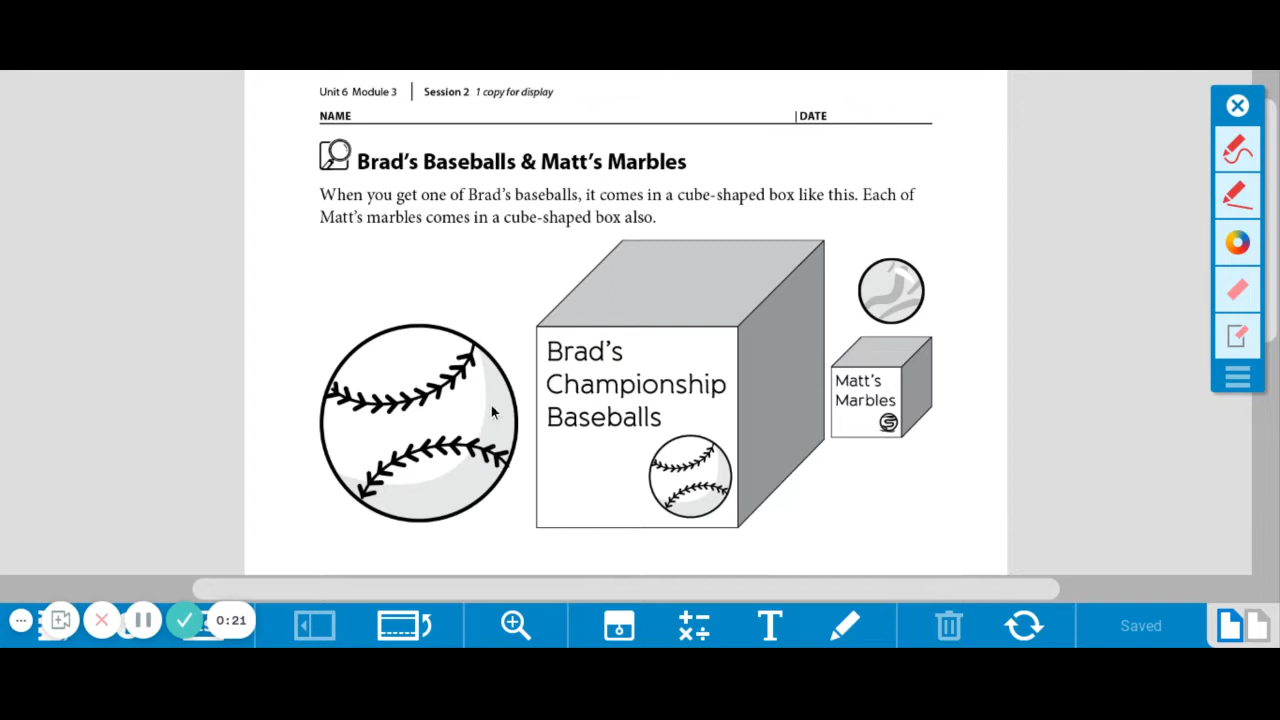 Unit 6 Module 3 | Session 2 1 copy for display
NAME | DATE
Brad's Baseballs & Matt's Marbles
When you get one of Brad's baseballs, it comes in a cube-shaped box like this. Each of
Matt's marbles comes in a cube-shaped box also.
Brad's
Championship
Baseballs
Matt's
Marbles
0:21
T
Saved